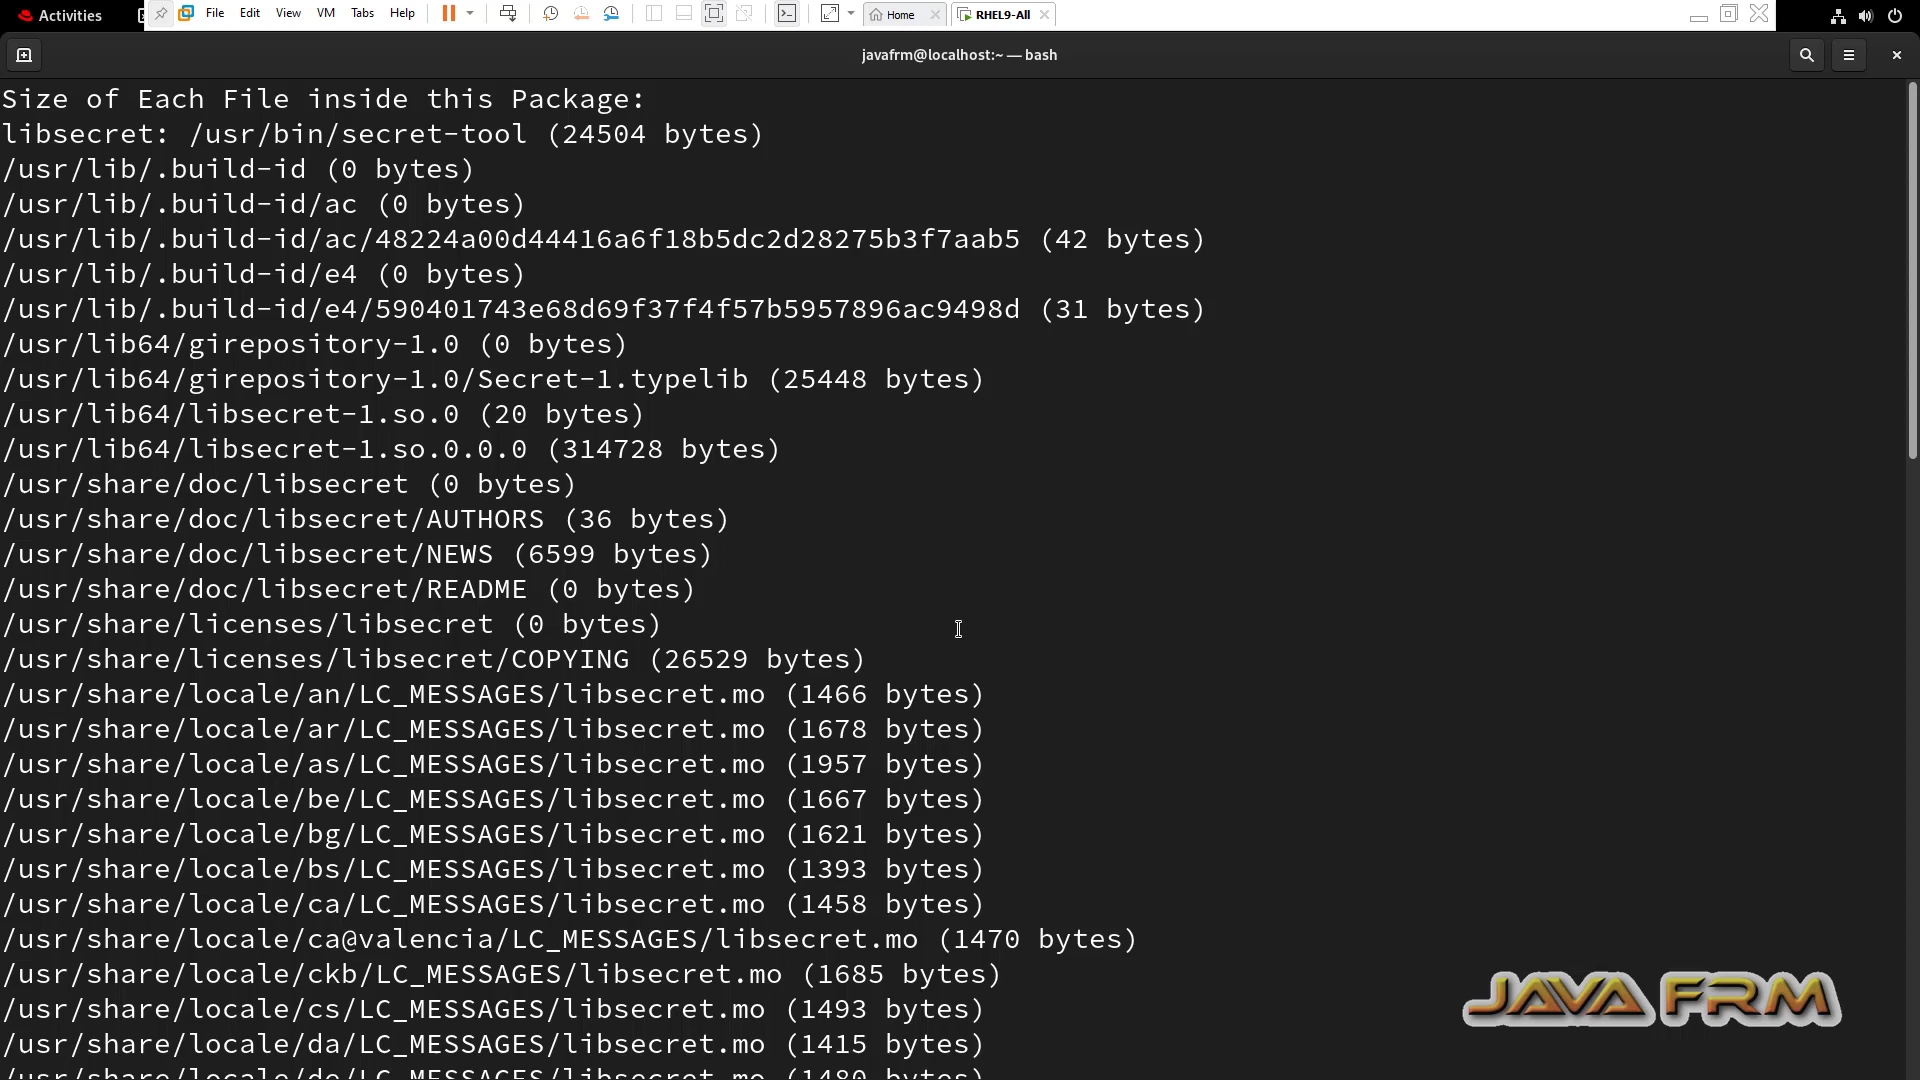 Activities File Edit View VM Tabs Help Home RHEL9-All
javafrm@localhost:~ — bash
Size of Each File inside this Package:
libsecret: /usr/bin/secret-tool (24504 bytes)
/usr/lib/.build-id (0 bytes)
/usr/lib/.build-id/ac (0 bytes)
/usr/lib/.build-id/ac/48224a00d44416a6f18b5dc2d28275b3f7aab5 (42 bytes)
/usr/lib/.build-id/e4 (0 bytes)
/usr/lib/.build-id/e4/590401743e68d69f37f4f57b5957896ac9498d (31 bytes)
/usr/lib64/girepository-1.0 (0 bytes)
/usr/lib64/girepository-1.0/Secret-1.typelib (25448 bytes)
/usr/lib64/libsecret-1.so.0 (20 bytes)
/usr/lib64/libsecret-1.so.0.0.0 (314728 bytes)
/usr/share/doc/libsecret (0 bytes)
/usr/share/doc/libsecret/AUTHORS (36 bytes)
/usr/share/doc/libsecret/NEWS (6599 bytes)
/usr/share/doc/libsecret/README (0 bytes)
/usr/share/licenses/libsecret (0 bytes)
/usr/share/licenses/libsecret/COPYING (26529 bytes)
/usr/share/locale/an/LC_MESSAGES/libsecret.mo (1466 bytes)
/usr/share/locale/ar/LC_MESSAGES/libsecret.mo (1678 bytes)
/usr/share/locale/as/LC_MESSAGES/libsecret.mo (1957 bytes)
/usr/share/locale/be/LC_MESSAGES/libsecret.mo (1667 bytes)
/usr/share/locale/bg/LC_MESSAGES/libsecret.mo (1621 bytes)
/usr/share/locale/bs/LC_MESSAGES/libsecret.mo (1393 bytes)
/usr/share/locale/ca/LC_MESSAGES/libsecret.mo (1458 bytes)
/usr/share/locale/ca@valencia/LC_MESSAGES/libsecret.mo (1470 bytes)
/usr/share/locale/ckb/LC_MESSAGES/libsecret.mo (1685 bytes)
/usr/share/locale/cs/LC_MESSAGES/libsecret.mo (1493 bytes)
/usr/share/locale/da/LC_MESSAGES/libsecret.mo (1415 bytes)
/usr/share/locale/de/LC_MESSAGES/libsecret.mo (1480 bytes)
JAVA FRM